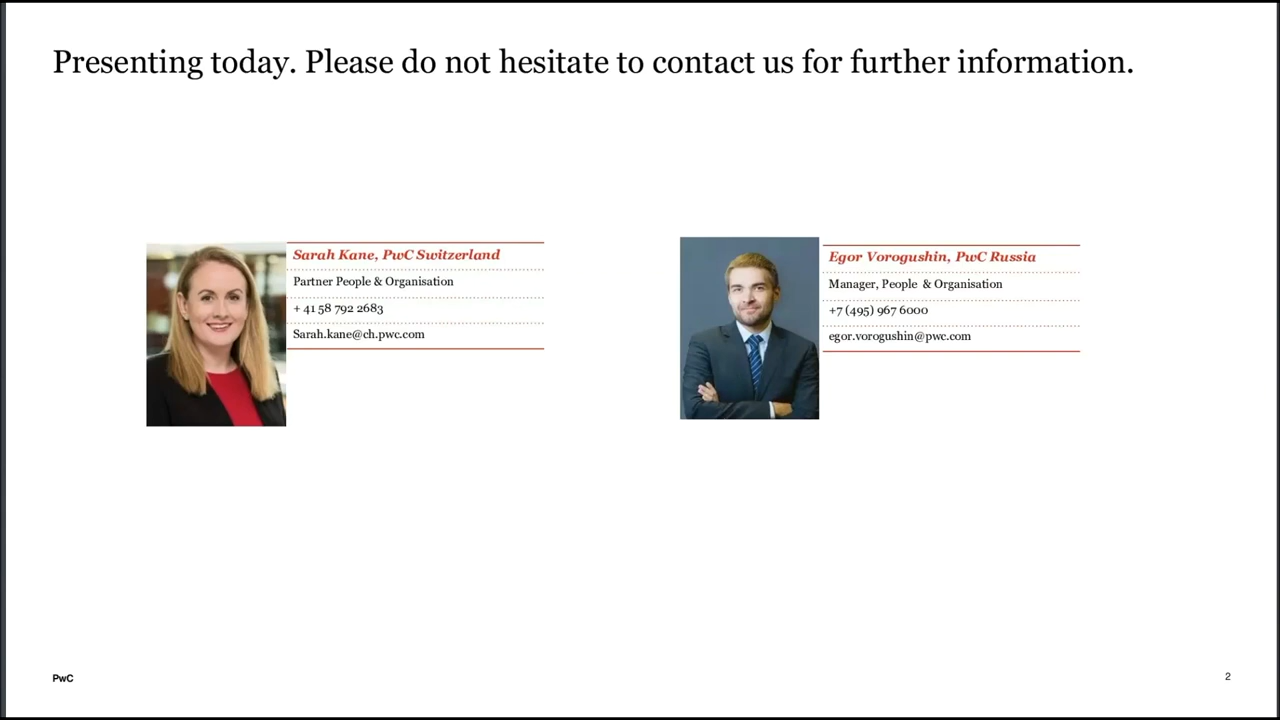 Presenting today. Please do not hesitate to contact us for further information.
Sarah Kane, PwC Switzerland
Partner People & Organisation
+ 41 58 792 2683
Sarah.kane@ch.pwc.com
Egor Vorogushin, PwC Russia
Manager, People & Organisation
+7 (495) 967 6000
egor.vorogushin@pwc.com
PwC
2